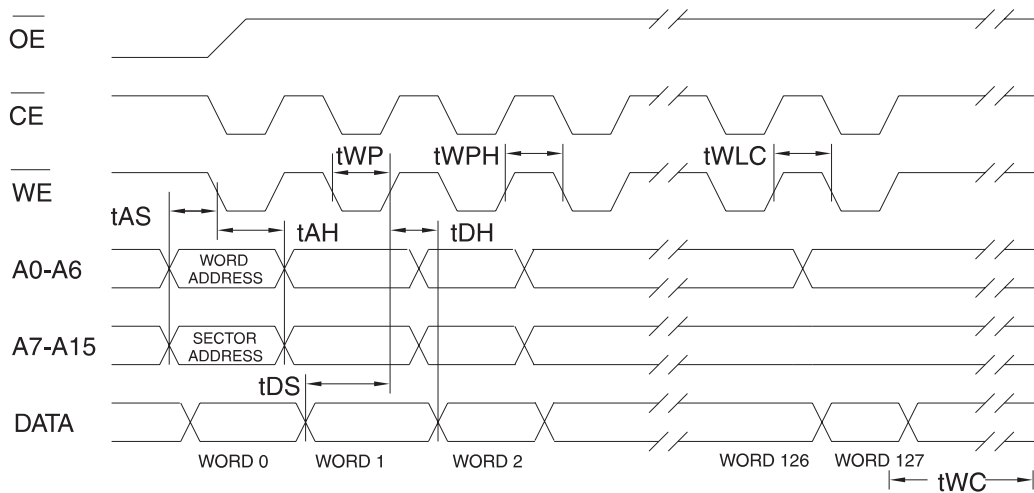 OE
CE
tWP
tWPH
tWLC
WE
tAS
tAH
tDH
A0-A6
WORD
ADDRESS
A7-A15
SECTOR
ADDRESS
tDS
DATA
WORD 0
WORD 1
WORD 2
WORD 126
WORD 127
tWC